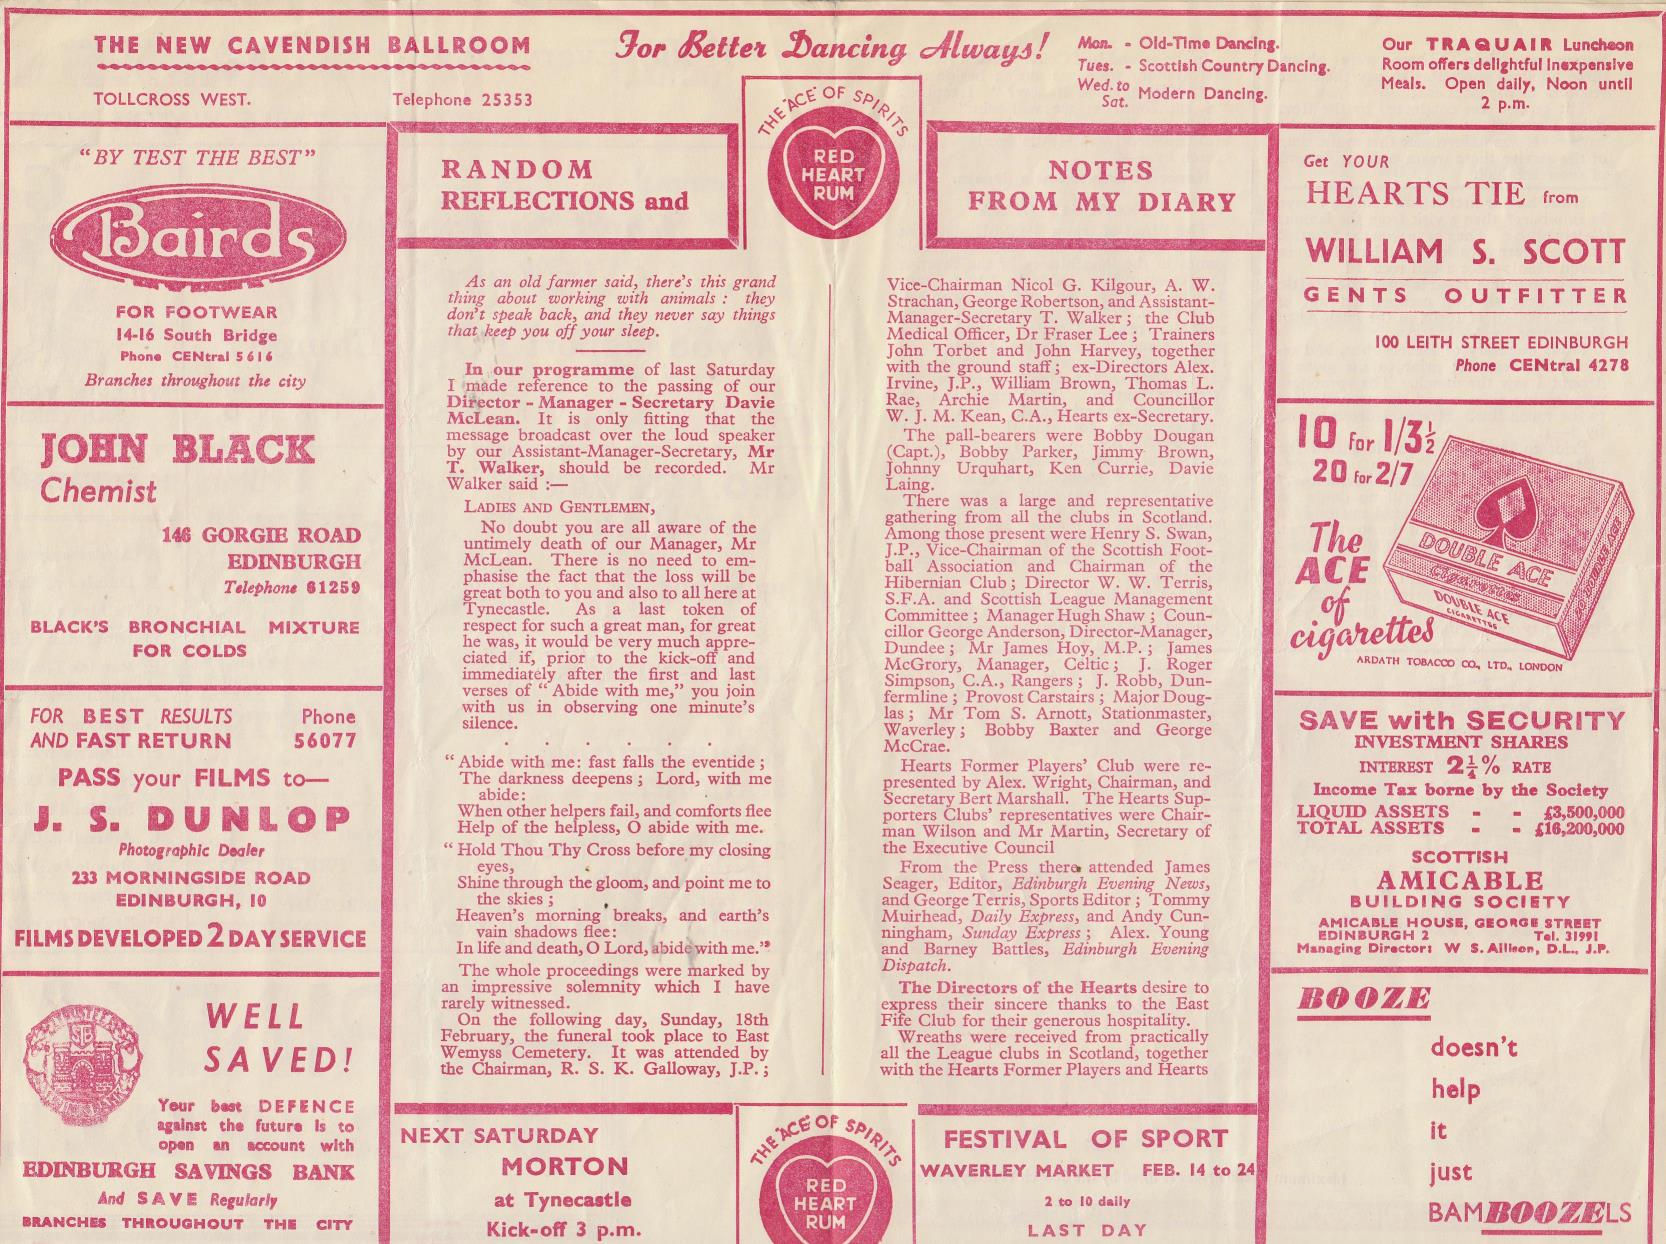 THE NEW CAVENDISH BALLROOM
TOLLCROSS WEST. Telephone 25353
For Better Dancing Always!
Mon. - Old-Time Dancing.
Tues. - Scottish Country Dancing.
Wed. to Sat. Modern Dancing.
Our TRAQUAIR Luncheon
Room offers delightful Inexpensive
Meals. Open daily, Noon until
2 p.m.
"BY TEST THE BEST"
Bairds
FOR FOOTWEAR
14-16 South Bridge
Phone CENtral 5616
Branches throughout the city
JOHN BLACK
Chemist
146 GORGIE ROAD
EDINBURGH
Telephone 61259
BLACK'S BRONCHIAL MIXTURE
FOR COLDS
FOR BEST RESULTS Phone
AND FAST RETURN 56077
PASS your FILMS to—
J. S. DUNLOP
Photographic Dealer
233 MORNINGSIDE ROAD
EDINBURGH, 10
FILMS DEVELOPED 2 DAY SERVICE
WELL
SAVED!
Your best DEFENCE
against the future is to
open an account with
EDINBURGH SAVINGS BANK
And SAVE Regularly
BRANCHES THROUGHOUT THE CITY
RANDOM
REFLECTIONS and
THE "ACE" OF SPIRITS
RED
HEART
RUM
NOTES
FROM MY DIARY
As an old farmer said, there's this grand
thing about working with animals : they
don't speak back, and they never say things
that keep you off your sleep.
In our programme of last Saturday
I made reference to the passing of our
Director - Manager - Secretary Davie
McLean. It is only fitting that the
message broadcast over the loud speaker
by our Assistant-Manager-Secretary, Mr
T. Walker, should be recorded. Mr
Walker said :—
LADIES AND GENTLEMEN,
No doubt you are all aware of the
untimely death of our Manager, Mr
McLean. There is no need to em-
phasise the fact that the loss will be
great both to you and also to all here at
Tynecastle. As a last token of
respect for such a great man, for great
he was, it would be very much appre-
ciated if, prior to the kick-off and
immediately after the first and last
verses of "Abide with me," you join
with us in observing one minute's
silence.
. . . . . .
"Abide with me: fast falls the eventide ;
The darkness deepens ; Lord, with me
abide:
When other helpers fail, and comforts flee
Help of the helpless, O abide with me.
"Hold Thou Thy Cross before my closing
eyes,
Shine through the gloom, and point me to
the skies ;
Heaven's morning breaks, and earth's
vain shadows flee:
In life and death, O Lord, abide with me."
The whole proceedings were marked by
an impressive solemnity which I have
rarely witnessed.
On the following day, Sunday, 18th
February, the funeral took place to East
Wemyss Cemetery. It was attended by
the Chairman, R. S. K. Galloway, J.P. ;
Vice-Chairman Nicol G. Kilgour, A. W.
Strachan, George Robertson, and Assistant-
Manager-Secretary T. Walker ; the Club
Medical Officer, Dr Fraser Lee ; Trainers
John Torbet and John Harvey, together
with the ground staff ; ex-Directors Alex.
Irvine, J.P., William Brown, Thomas L.
Rae, Archie Martin, and Councillor
W. J. M. Kean, C.A., Hearts ex-Secretary.
The pall-bearers were Bobby Dougan
(Capt.), Bobby Parker, Jimmy Brown,
Johnny Urquhart, Ken Currie, Davie
Laing.
There was a large and representative
gathering from all the clubs in Scotland.
Among those present were Henry S. Swan,
J.P., Vice-Chairman of the Scottish Foot-
ball Association and Chairman of the
Hibernian Club ; Director W. W. Terris,
S.F.A. and Scottish League Management
Committee ; Manager Hugh Shaw ; Coun-
cillor George Anderson, Director-Manager,
Dundee ; Mr James Hoy, M.P. ; James
McGrory, Manager, Celtic ; J. Roger
Simpson, C.A., Rangers ; J. Robb, Dun-
fermline ; Provost Carstairs ; Major Doug-
las ; Mr Tom S. Arnott, Stationmaster,
Waverley ; Bobby Baxter and George
McCrae.
Hearts Former Players' Club were re-
presented by Alex. Wright, Chairman, and
Secretary Bert Marshall. The Hearts Sup-
porters Clubs' representatives were Chair-
man Wilson and Mr Martin, Secretary of
the Executive Council
From the Press there attended James
Seager, Editor, Edinburgh Evening News,
and George Terris, Sports Editor ; Tommy
Muirhead, Daily Express, and Andy Cun-
ningham, Sunday Express ; Alex. Young
and Barney Battles, Edinburgh Evening
Dispatch.
The Directors of the Hearts desire to
express their sincere thanks to the East
Fife Club for their generous hospitality.
Wreaths were received from practically
all the League clubs in Scotland, together
with the Hearts Former Players and Hearts
NEXT SATURDAY
MORTON
at Tynecastle
Kick-off 3 p.m.
THE "ACE" OF SPIRITS
RED
HEART
RUM
FESTIVAL OF SPORT
WAVERLEY MARKET FEB. 14 to 24
2 to 10 daily
LAST DAY
Get YOUR
HEARTS TIE from
WILLIAM S. SCOTT
GENTS OUTFITTER
100 LEITH STREET EDINBURGH
Phone CENtral 4278
10 for 1/3½
20 for 2/7
The
ACE
of
cigarettes
DOUBLE ACE
Cigarettes
DOUBLE ACE
CIGARETTES
ARDATH TOBACCO CO., LTD., LONDON
SAVE with SECURITY
INVESTMENT SHARES
INTEREST 2¼% RATE
Income Tax borne by the Society
LIQUID ASSETS - - £3,500,000
TOTAL ASSETS - - £16,200,000
SCOTTISH
AMICABLE
BUILDING SOCIETY
AMICABLE HOUSE, GEORGE STREET
EDINBURGH 2 Tel. 31991
Managing Director: W. S. Allison, D.L., J.P.
BOOZE
doesn't
help
it
just
BAMBOOZELS